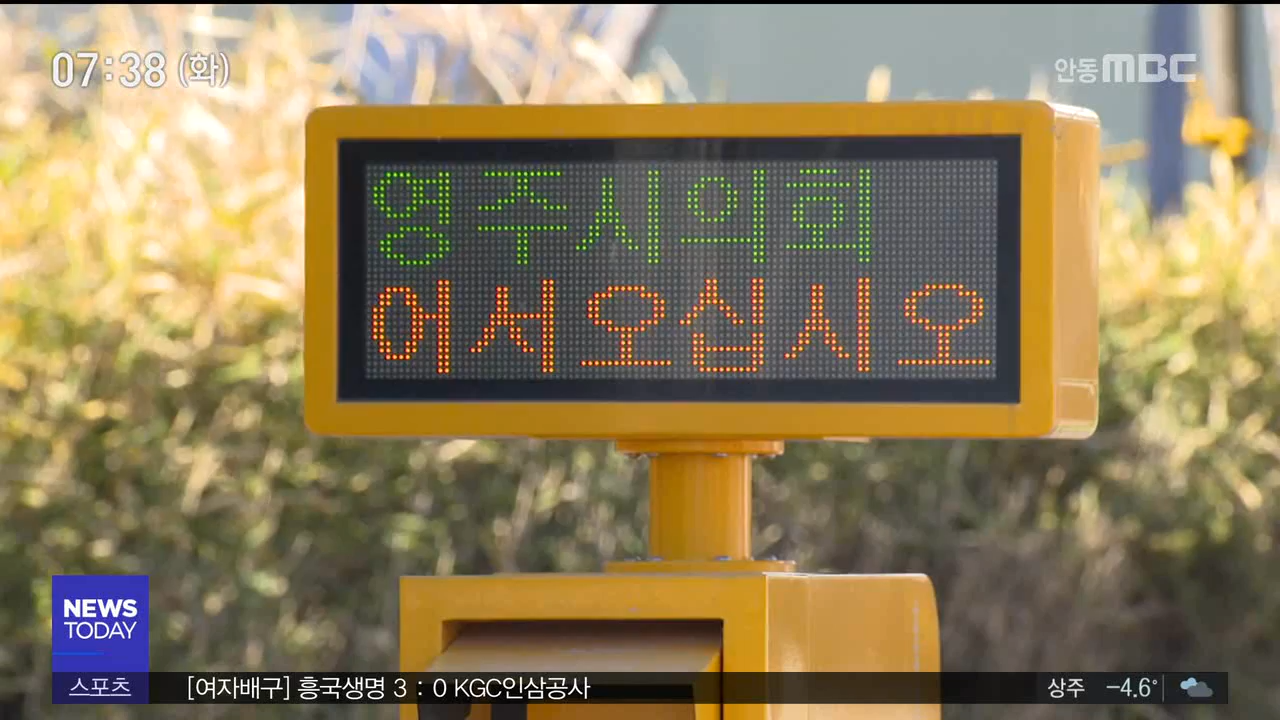 07:38 (화)
안동MBC
영주시의회
어서오십시오
NEWS
TODAY
스포츠 [여자배구] 흥국생명 3 : 0 KGC인삼공사 상주 -4.6°